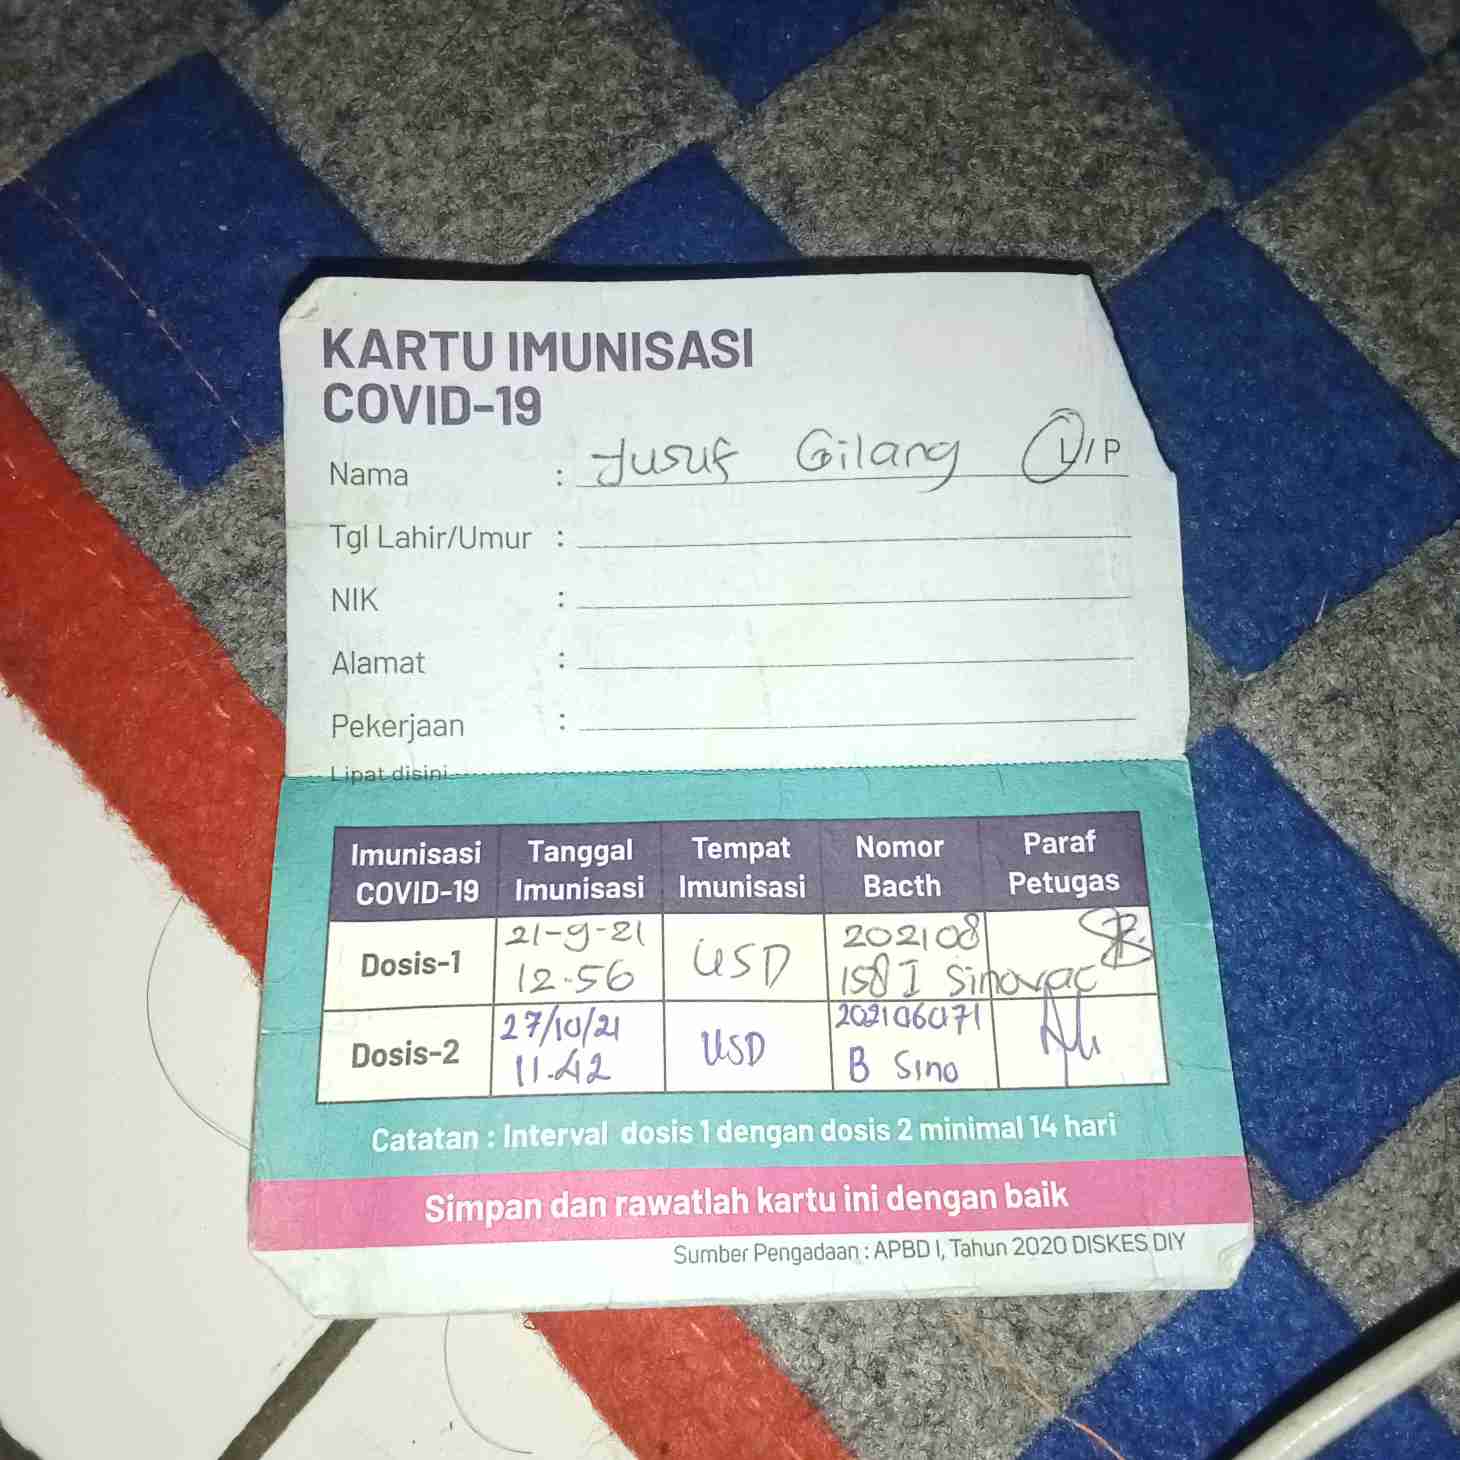 KARTU IMUNISASI
COVID-19
Nama : Yusuf Gilang L/P
Tgl Lahir/Umur :
NIK :
Alamat :
Pekerjaan :
Lipat disini
Imunisasi COVID-19 Tanggal Imunisasi Tempat Imunisasi Nomor Bacth Paraf Petugas
Dosis-1 21-9-21 12.56 USD 202108 158 I Sinovac
Dosis-2 27/10/21 11.42 USD 202106071 B Sino
Catatan : Interval dosis 1 dengan dosis 2 minimal 14 hari
Simpan dan rawatlah kartu ini dengan baik
Sumber Pengadaan : APBD I, Tahun 2020 DISKES DIY